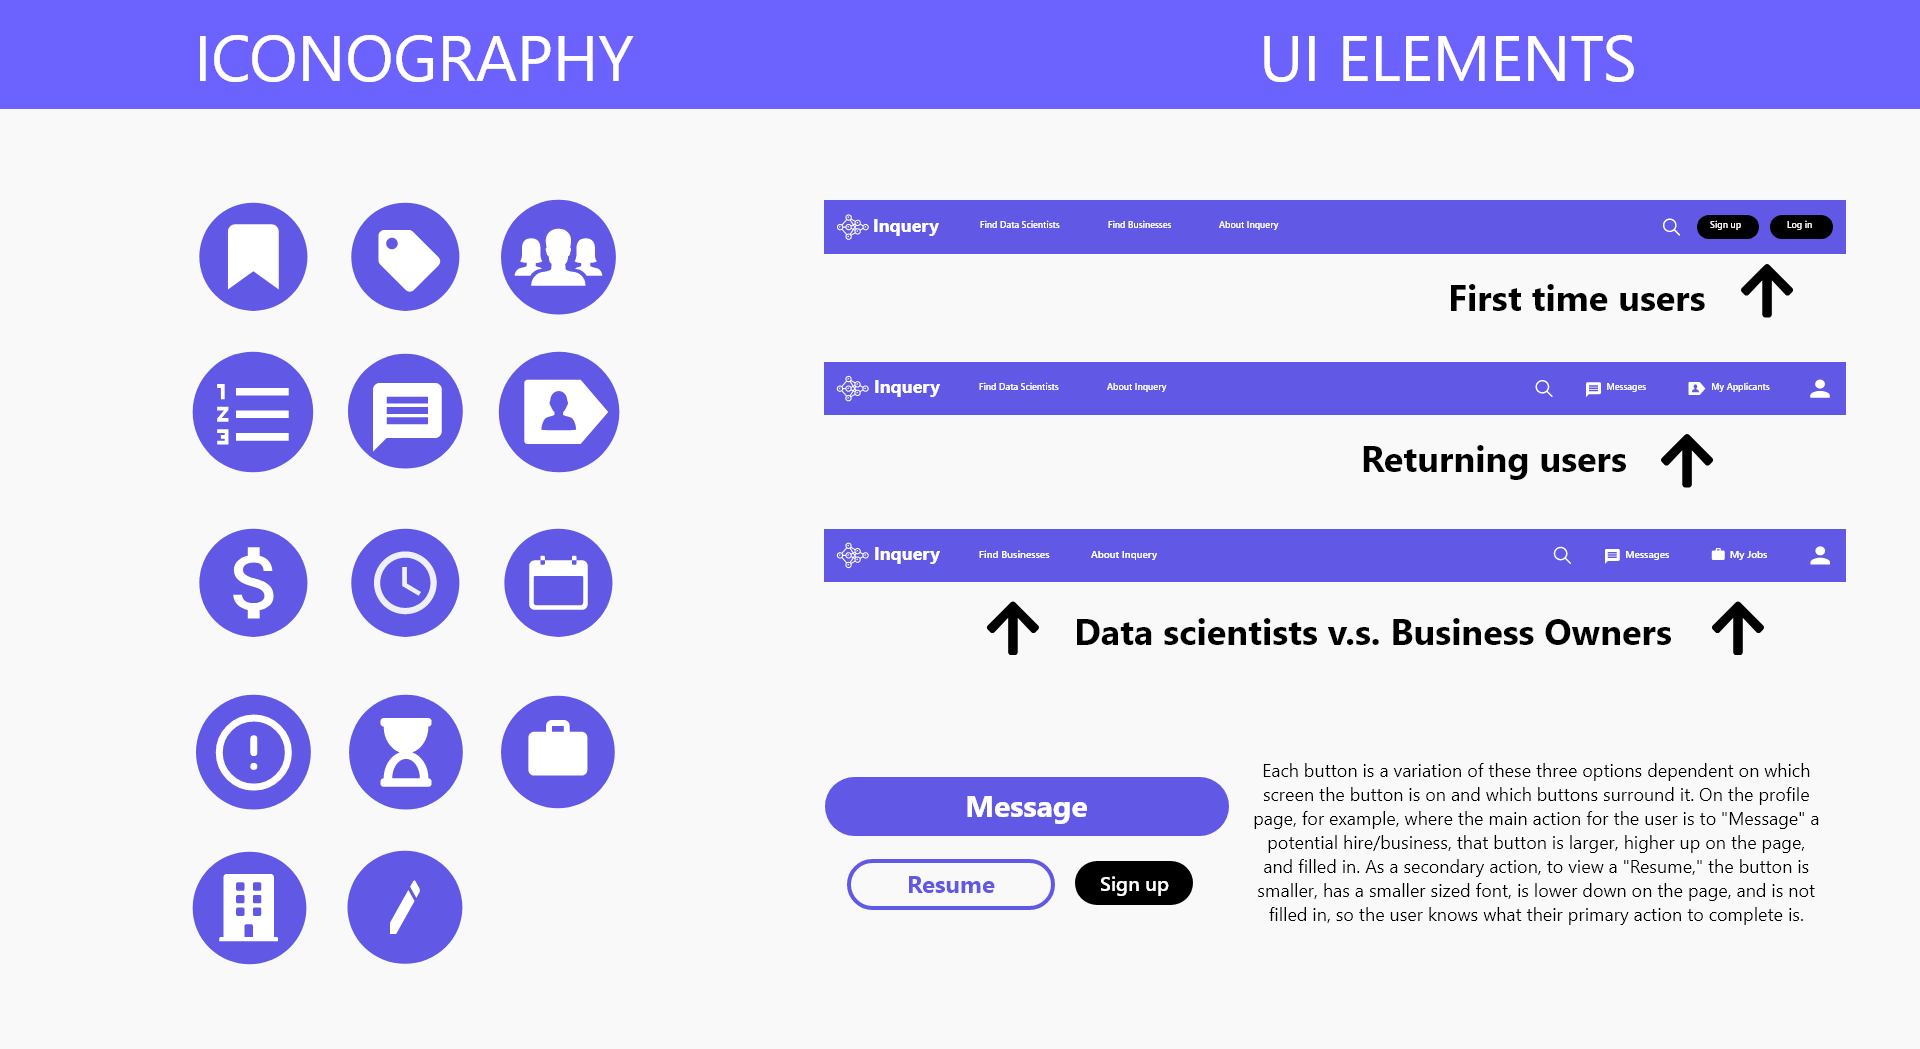 ICONOGRAPHY
UI ELEMENTS
1
2
3
Inquery Find Data Scientists Find Businesses About Inquery Sign up Log in
First time users
Inquery Find Data Scientists About Inquery Messages My Applicants
Returning users
Inquery Find Businesses About Inquery Messages My Jobs
Data scientists v.s. Business Owners
Message
Resume
Sign up
Each button is a variation of these three options dependent on which
screen the button is on and which buttons surround it. On the profile
page, for example, where the main action for the user is to "Message" a
potential hire/business, that button is larger, higher up on the page,
and filled in. As a secondary action, to view a "Resume," the button is
smaller, has a smaller sized font, is lower down on the page, and is not
filled in, so the user knows what their primary action to complete is.